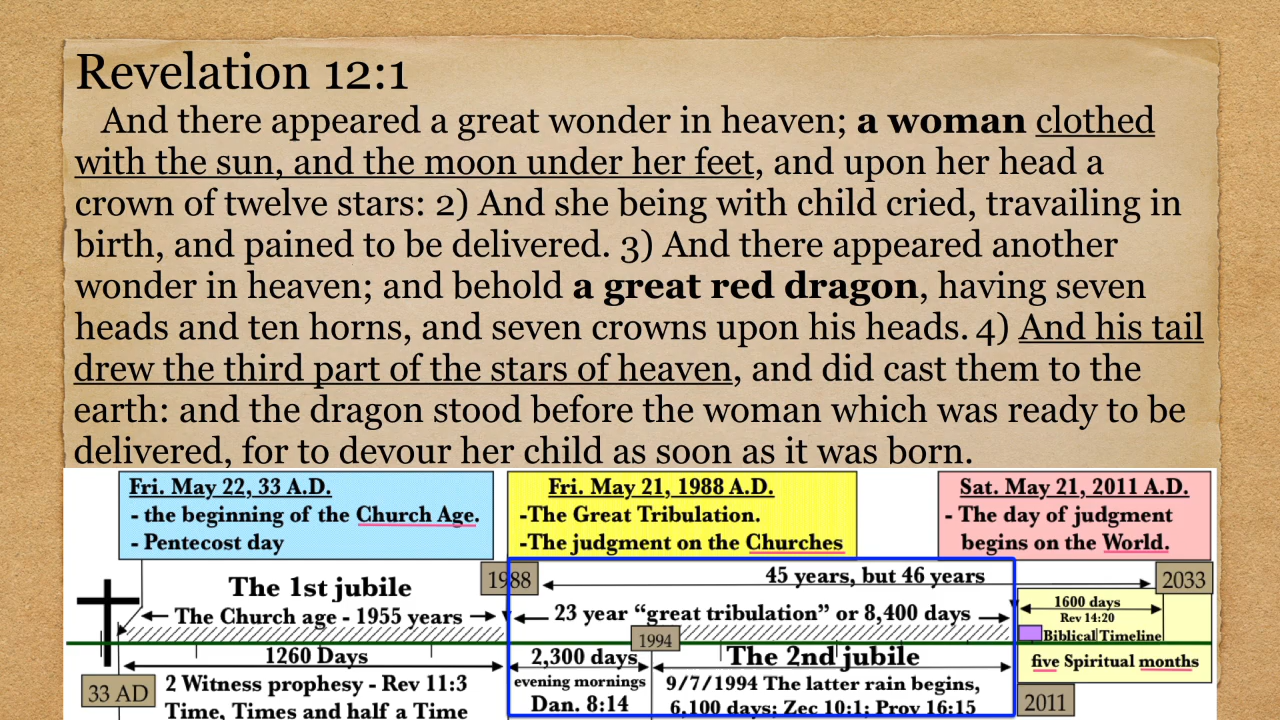 Revelation 12:1
And there appeared a great wonder in heaven; a woman clothed
with the sun, and the moon under her feet, and upon her head a
crown of twelve stars: 2) And she being with child cried, travailing in
birth, and pained to be delivered. 3) And there appeared another
wonder in heaven; and behold a great red dragon, having seven
heads and ten horns, and seven crowns upon his heads. 4) And his tail
drew the third part of the stars of heaven, and did cast them to the
earth: and the dragon stood before the woman which was ready to be
delivered, for to devour her child as soon as it was born.
Fri. May 22, 33 A.D.
- the beginning of the Church Age.
- Pentecost day
Fri. May 21, 1988 A.D.
-The Great Tribulation.
-The judgment on the Churches
Sat. May 21, 2011 A.D.
- The day of judgment
begins on the World.
The 1st jubile
The Church age - 1955 years
1988
45 years, but 46 years
2033
23 year “great tribulation” or 8,400 days
1600 days
Rev 14:20
Biblical Timeline
1994
1260 Days
2,300 days
The 2nd jubile
five Spiritual months
33 AD
2 Witness prophesy - Rev 11:3
Time, Times and half a Time
evening mornings
Dan. 8:14
9/7/1994 The latter rain begins,
6,100 days; Zec 10:1; Prov 16:15
2011